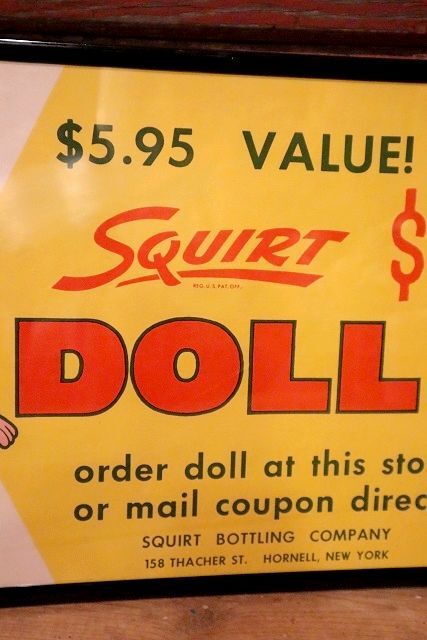 $5.95 VALUE!
SQUIRT $
REG. U.S. PAT. OFF.
DOLL
order doll at this sto
or mail coupon direc
SQUIRT BOTTLING COMPANY
158 THACHER ST. HORNELL, NEW YORK